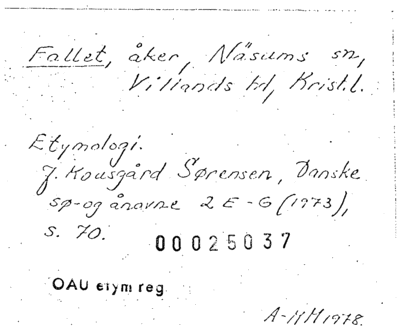 Fallet, åker, Näsums sn,
Villands hd, Krist.l.
Etymologi.
J. Kousgård Sørensen, Danske
sø- og ånavne 2 E-G (1973),
s. 70.
00025037
OAU etym reg
A-MM 1978.